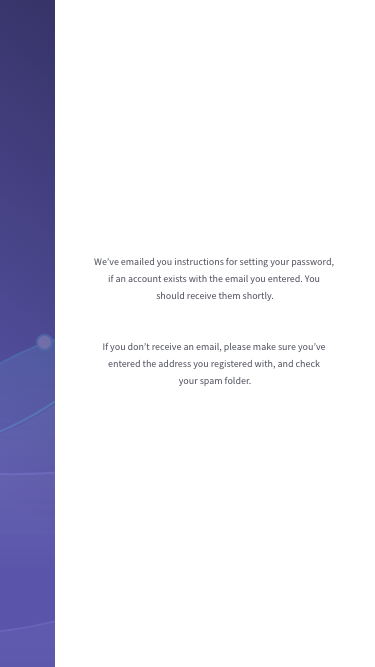 We've emailed you instructions for setting your password,
if an account exists with the email you entered. You
should receive them shortly.
If you don't receive an email, please make sure you've
entered the address you registered with, and check
your spam folder.